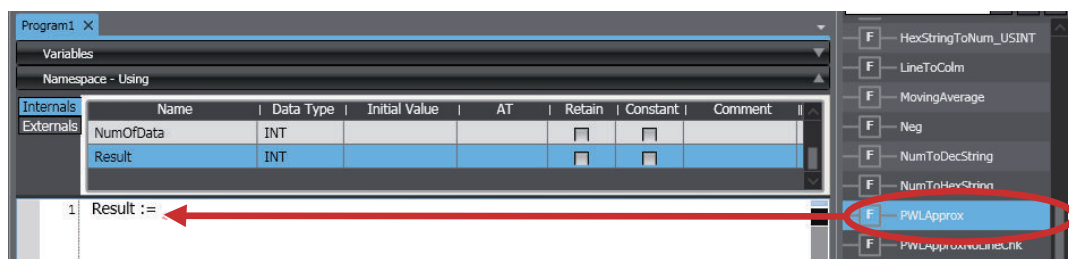 Program1 X
Variables
Namespace - Using
Internals
Externals
Name | Data Type | Initial Value | AT | Retain | Constant | Comment
NumOfData INT
Result INT
1 Result :=
F HexStringToNum_USINT
F LineToColm
F MovingAverage
F Neg
F NumToDecString
F NumToHexString
F PWLApprox
F PWLApproxNoLineChk